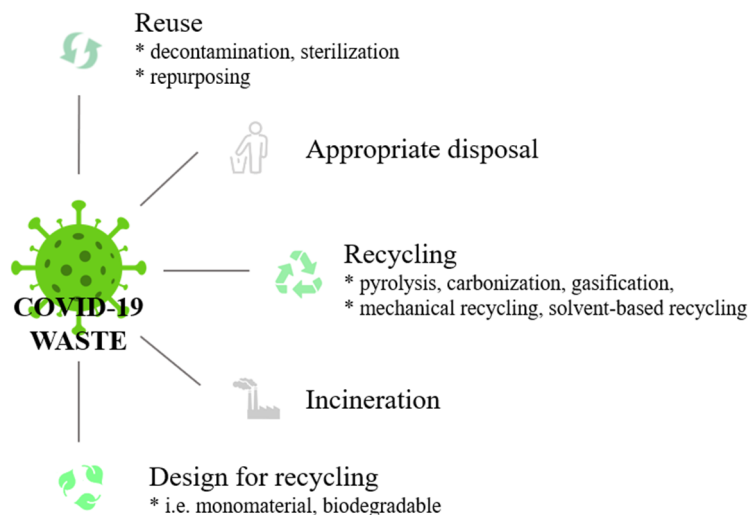 Reuse
* decontamination, sterilization
* repurposing
Appropriate disposal
Recycling
* pyrolysis, carbonization, gasification,
* mechanical recycling, solvent-based recycling
COVID-19
WASTE
Incineration
Design for recycling
* i.e. monomaterial, biodegradable